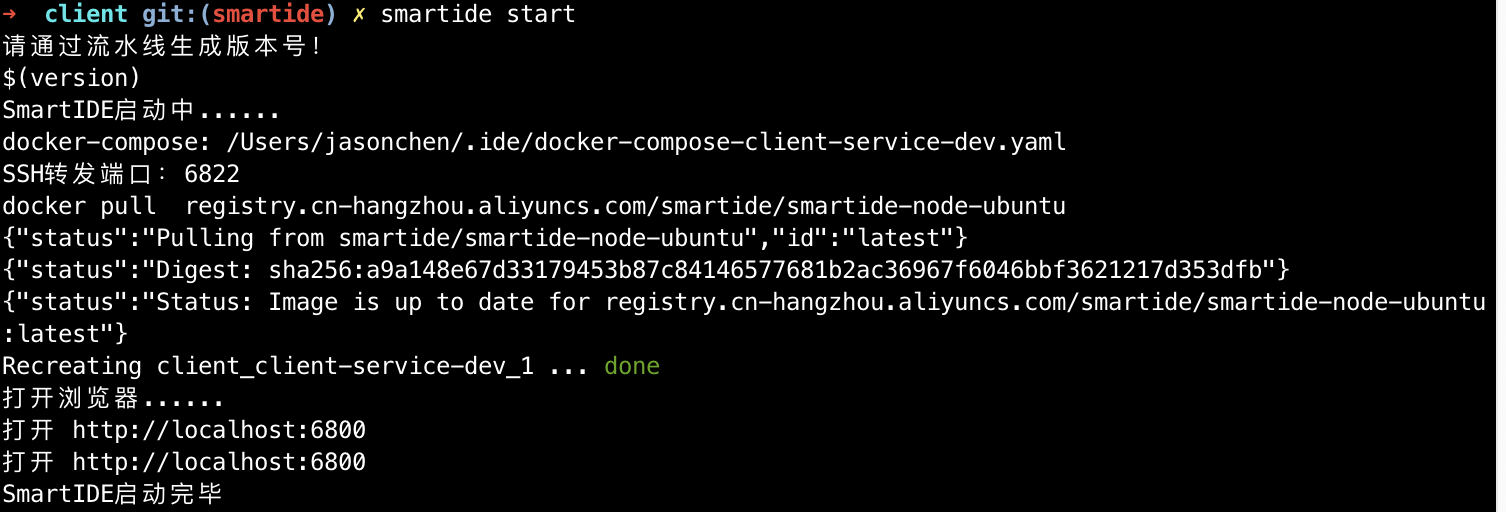 → client git:(smartide) ✗ smartide start
请通过流水线生成版本号！
$(version)
SmartIDE启动中......
docker-compose: /Users/jasonchen/.ide/docker-compose-client-service-dev.yaml
SSH转发端口：6822
docker pull  registry.cn-hangzhou.aliyuncs.com/smartide/smartide-node-ubuntu
{"status":"Pulling from smartide/smartide-node-ubuntu","id":"latest"}
{"status":"Digest: sha256:a9a148e67d33179453b87c84146577681b2ac36967f6046bbf3621217d353dfb"}
{"status":"Status: Image is up to date for registry.cn-hangzhou.aliyuncs.com/smartide/smartide-node-ubuntu
:latest"}
Recreating client_client-service-dev_1 ... done
打开浏览器......
打开 http://localhost:6800
打开 http://localhost:6800
SmartIDE启动完毕